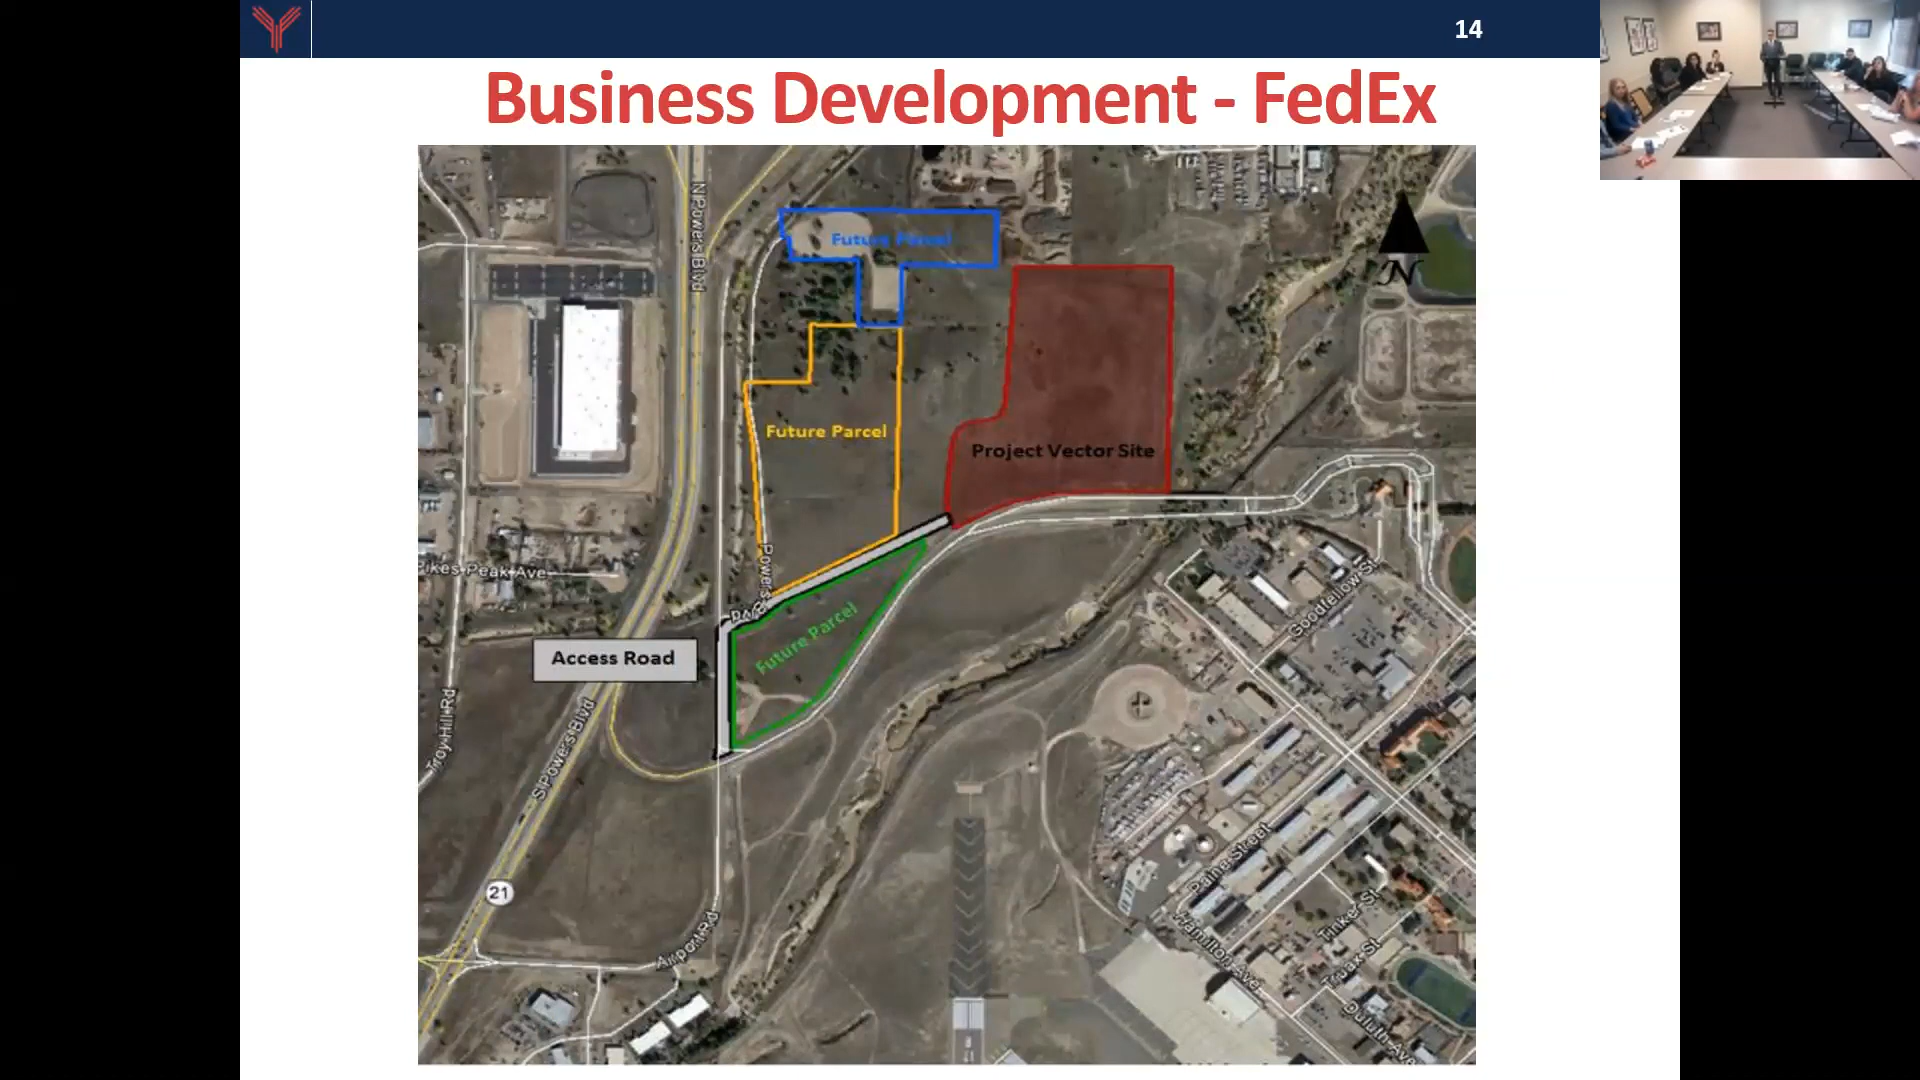 14
Business Development - FedEx
N Powers Blvd
Future Parcel
N
Future Parcel
Project Vector Site
Pikes Peak Ave
Powers
Future Parcel
Goodfellow St
Access Road
Troy Hill Rd
S Powers Blvd
21
Airport Rd
Paine Street
Hamilton Ave
Tinker St
Truax St
Duluth Ave